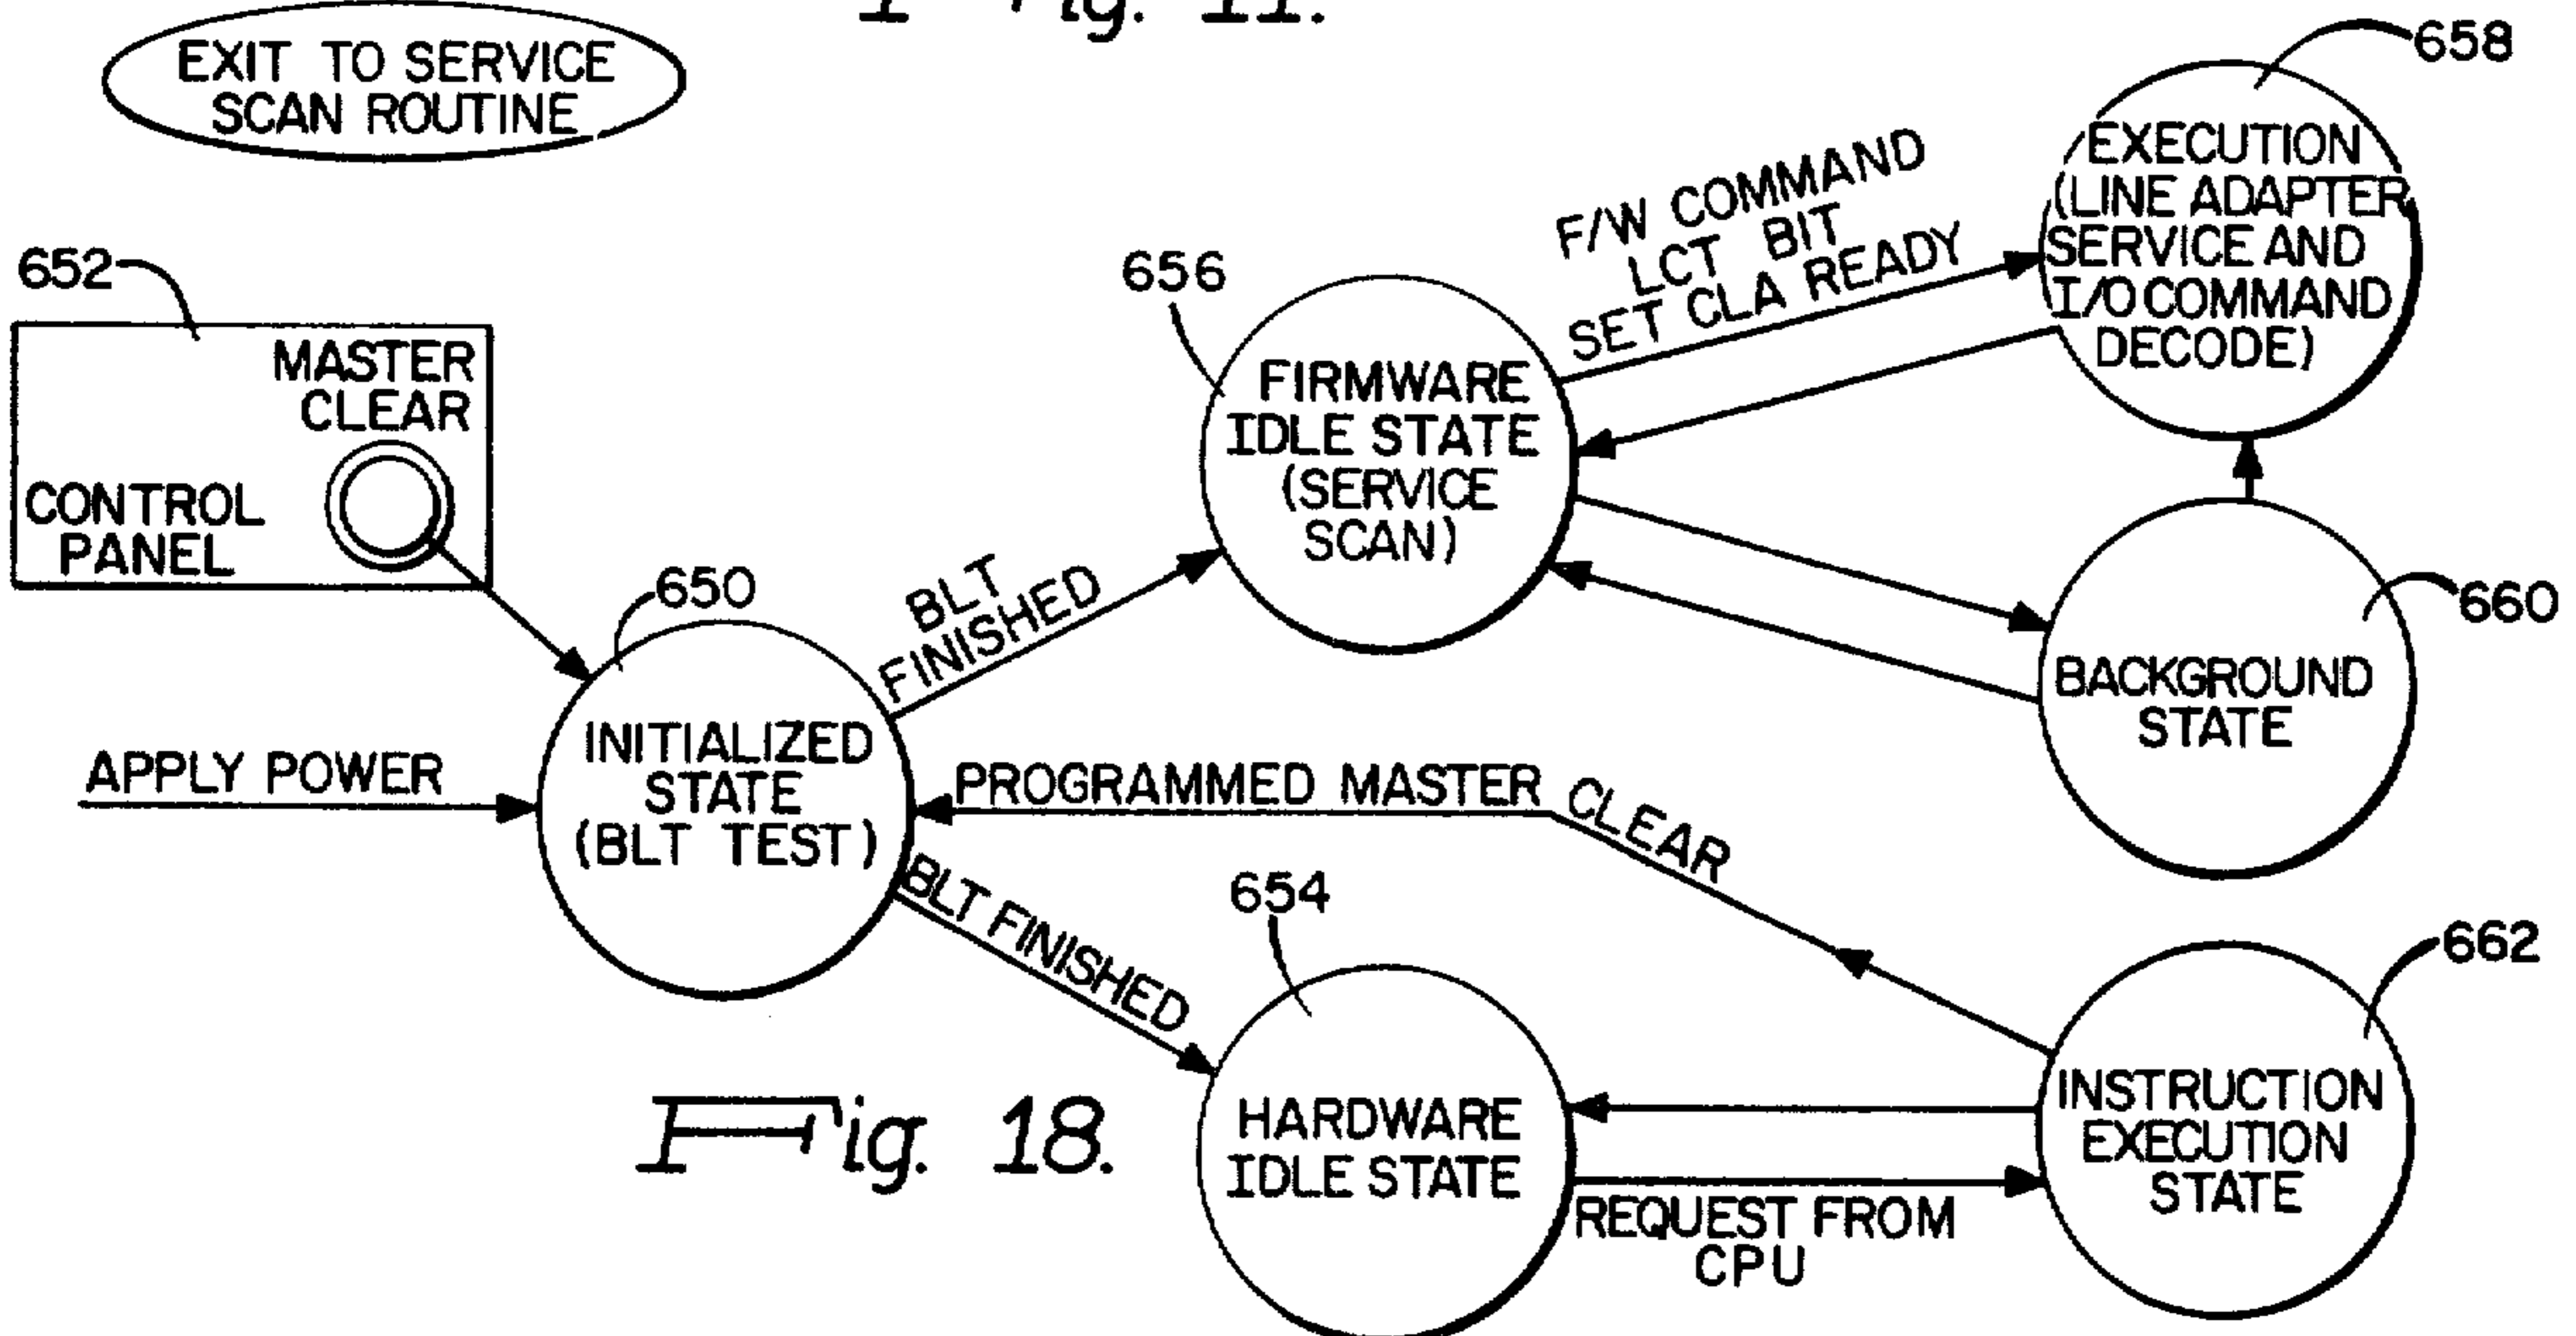 Fig. 11.
EXIT TO SERVICE
SCAN ROUTINE
658
EXECUTION
(LINE ADAPTER
SERVICE AND
I/O COMMAND
DECODE)
F/W COMMAND
LCT BIT
SET CLA READY
652
MASTER
CLEAR
CONTROL
PANEL
656
FIRMWARE
IDLE STATE
(SERVICE
SCAN)
BLT
FINISHED
650
INITIALIZED
STATE
(BLT TEST)
APPLY POWER
660
BACKGROUND
STATE
PROGRAMMED MASTER CLEAR
BLT FINISHED
654
HARDWARE
IDLE STATE
662
INSTRUCTION
EXECUTION
STATE
REQUEST FROM
CPU
Fig. 18.